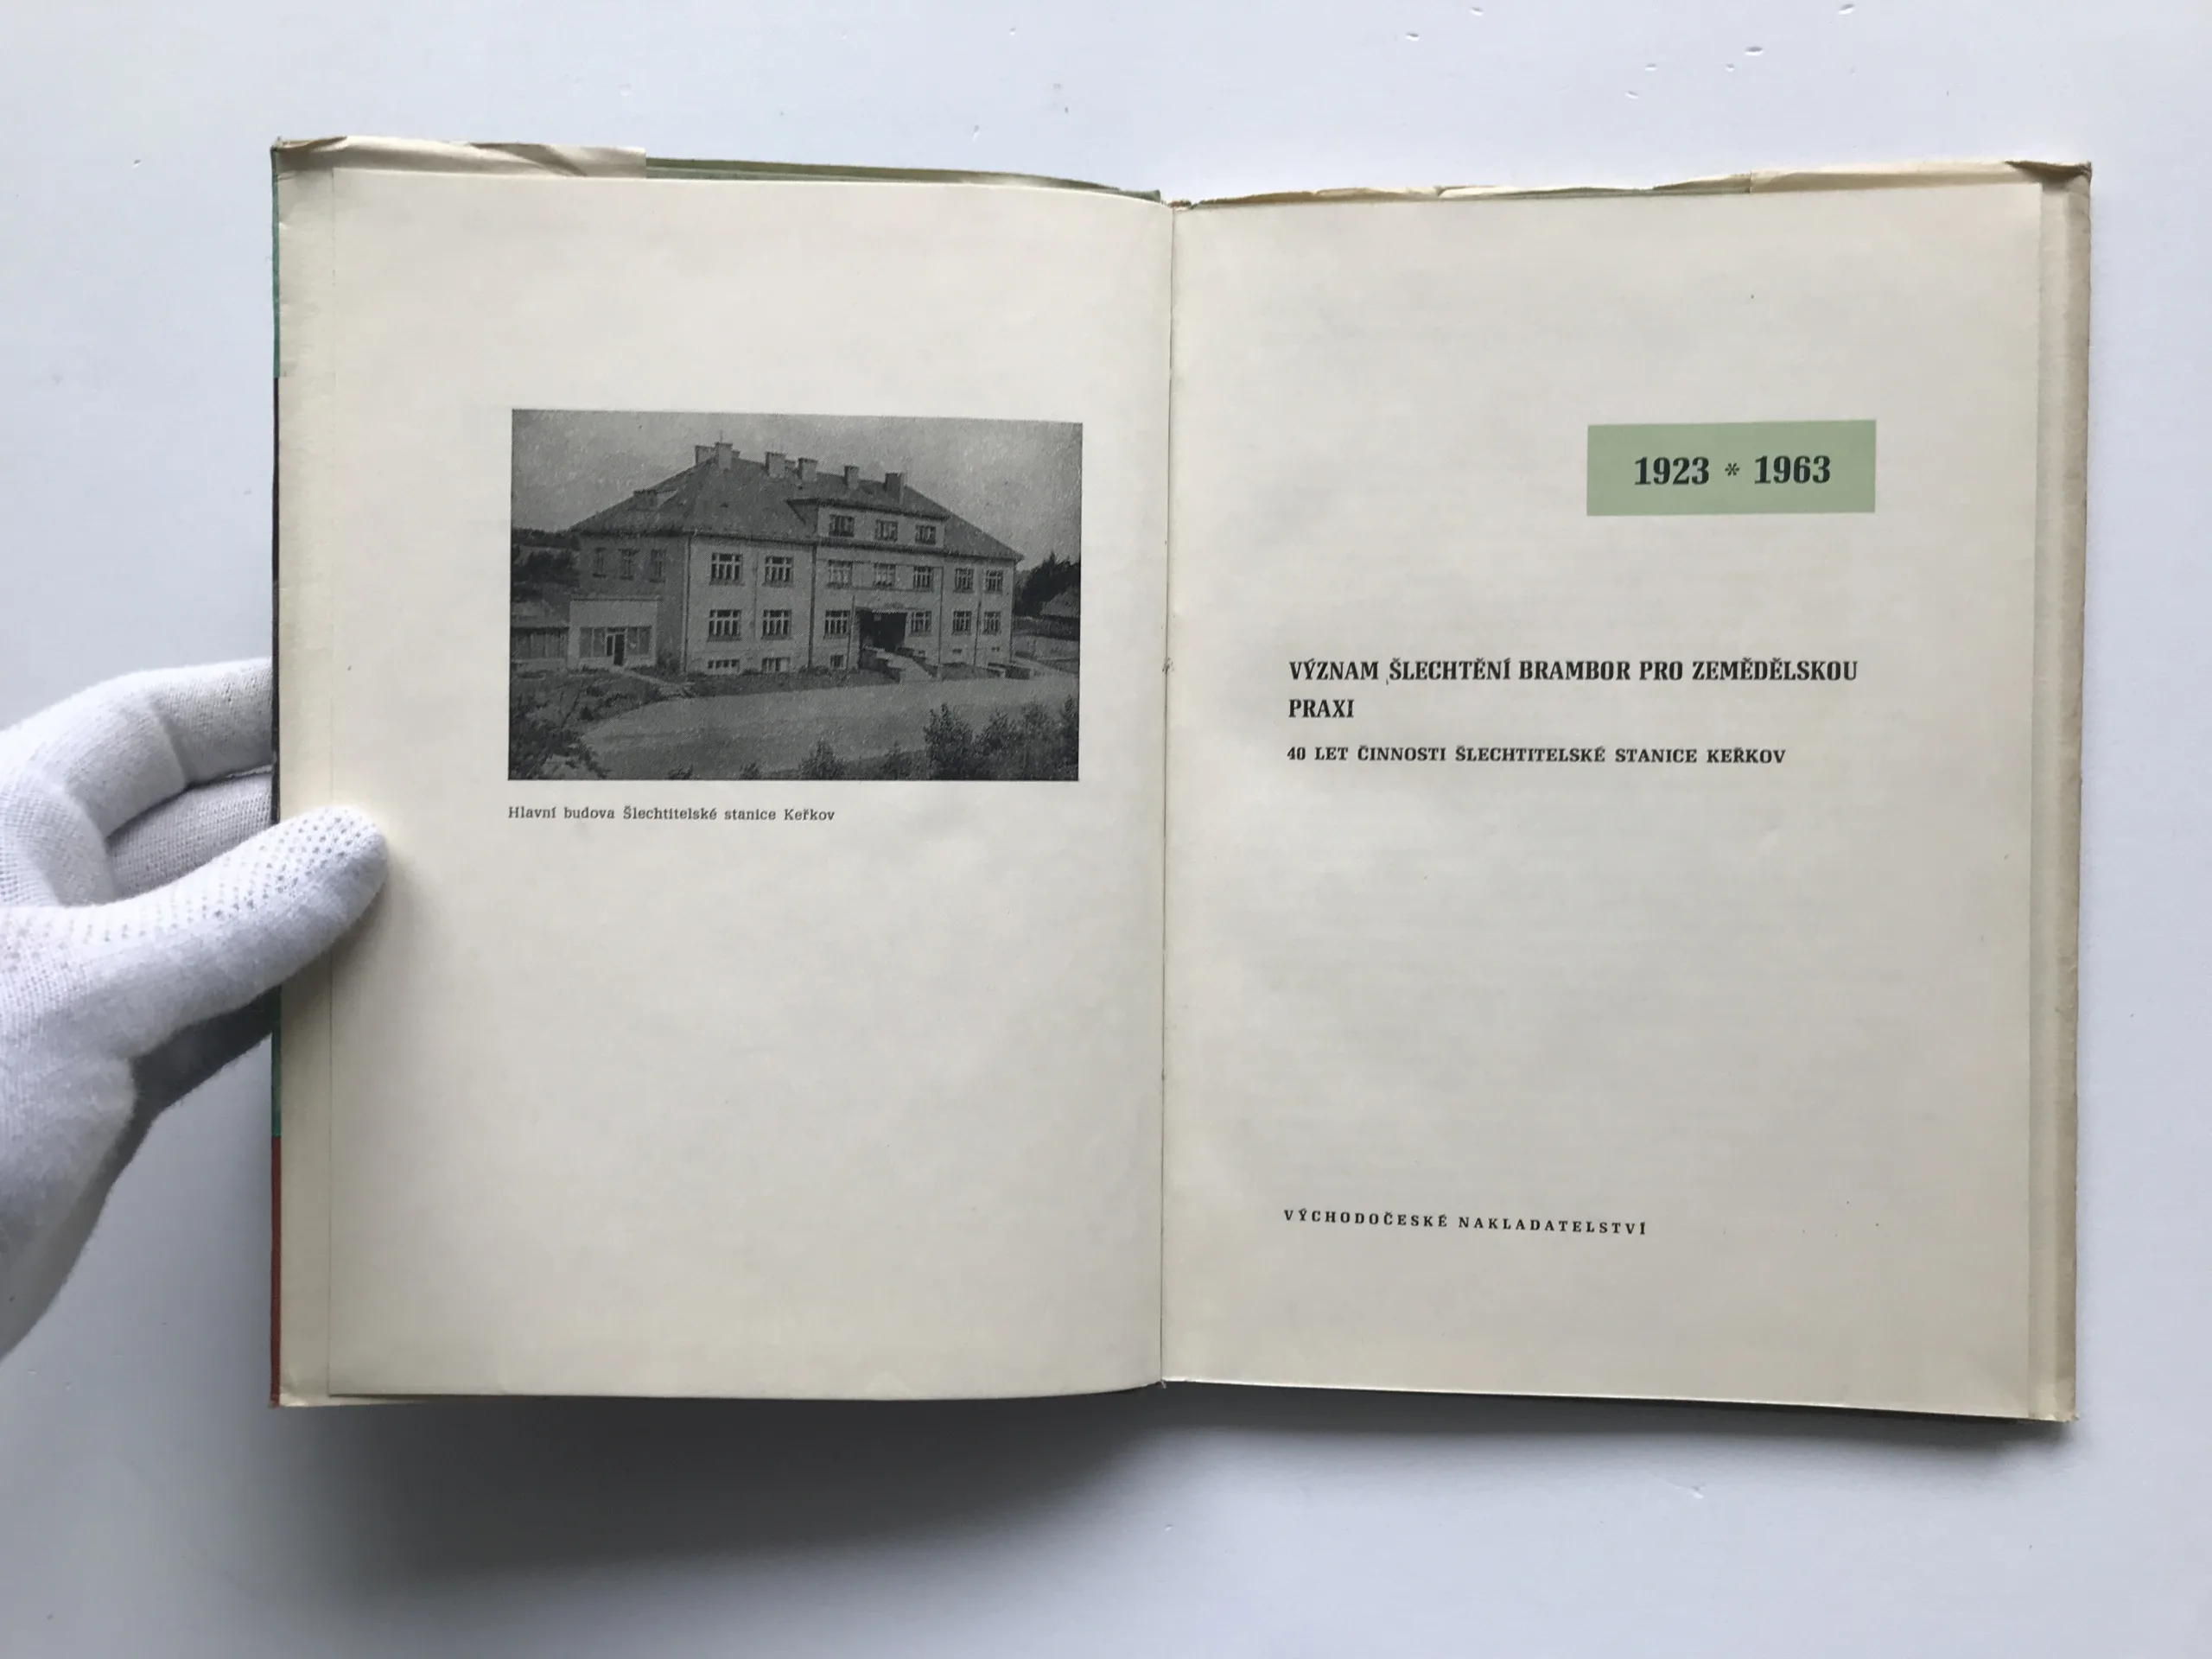 Hlavní budova Šlechtitelské stanice Keřkov
1923 * 1963
VÝZNAM ŠLECHTĚNÍ BRAMBOR PRO ZEMĚDĚLSKOU
PRAXI
40 LET ČINNOSTI ŠLECHTITELSKÉ STANICE KEŘKOV
VÝCHODOČESKÉ NAKLADATELSTVÍ